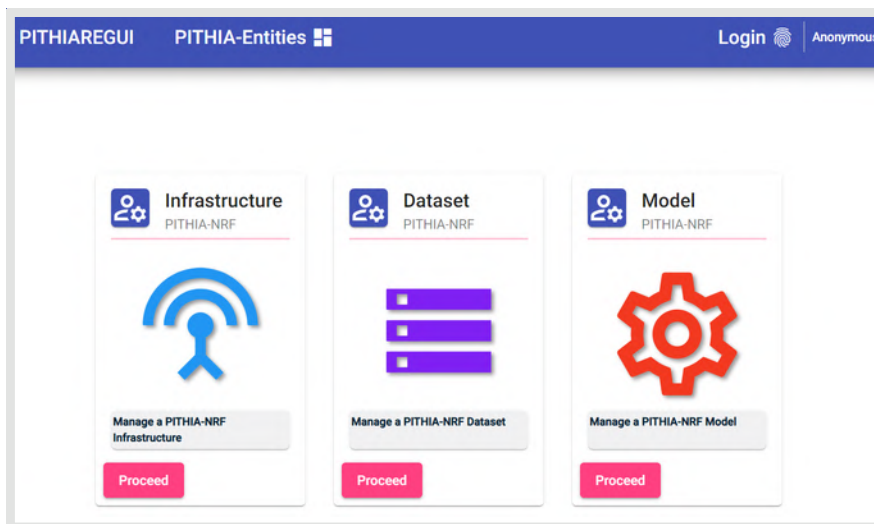 PITHIAREGUI PITHIA-Entities Login Anonymous
Infrastructure
PITHIA-NRF
Manage a PITHIA-NRF
Infrastructure
Proceed
Dataset
PITHIA-NRF
Manage a PITHIA-NRF Dataset
Proceed
Model
PITHIA-NRF
Manage a PITHIA-NRF Model
Proceed